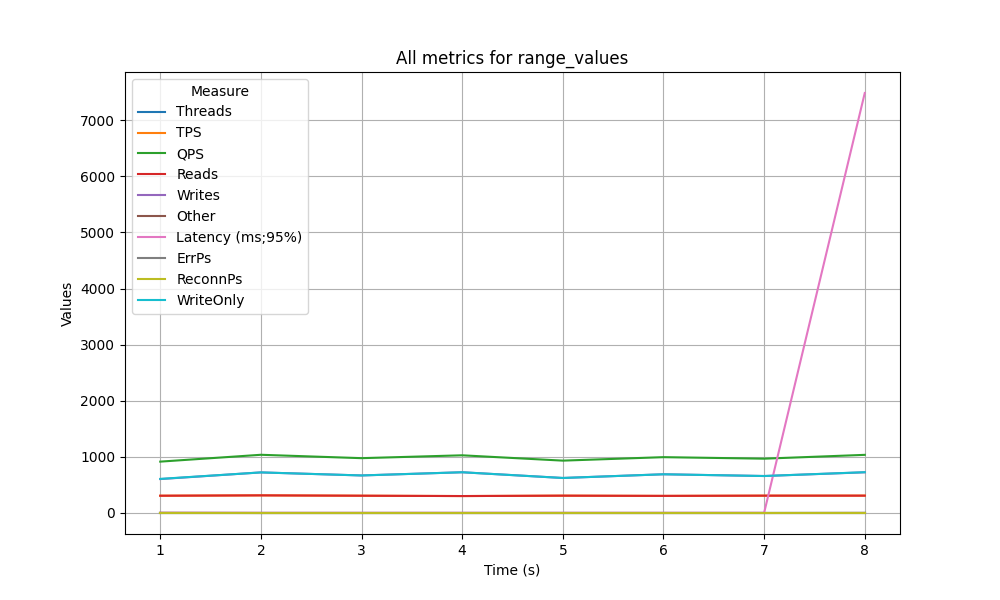 All metrics for range_values
Measure
Threads
TPS
QPS
Reads
Writes
Other
Latency (ms;95%)
ErrPs
ReconnPs
WriteOnly
7000
6000
5000
4000
3000
2000
1000
0
Values
1 2 3 4 5 6 7 8
Time (s)